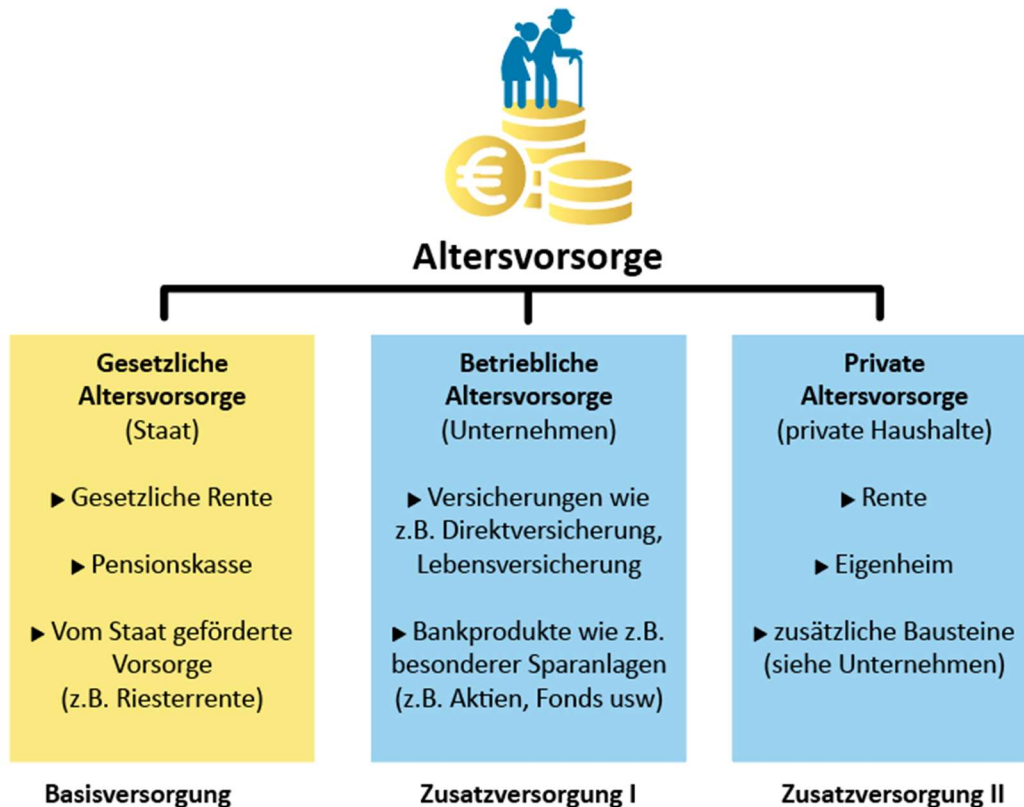 €
Altersvorsorge
Gesetzliche
Altersvorsorge
(Staat)
▶ Gesetzliche Rente
▶ Pensionskasse
▶ Vom Staat geförderte
Vorsorge
(z.B. Riesterrente)
Basisversorgung
Betriebliche
Altersvorsorge
(Unternehmen)
▶ Versicherungen wie
z.B. Direktversicherung,
Lebensversicherung
▶ Bankprodukte wie z.B.
besonderer Sparanlagen
(z.B. Aktien, Fonds usw)
Zusatzversorgung I
Private
Altersvorsorge
(private Haushalte)
▶ Rente
▶ Eigenheim
▶ zusätzliche Bausteine
(siehe Unternehmen)
Zusatzversorgung II